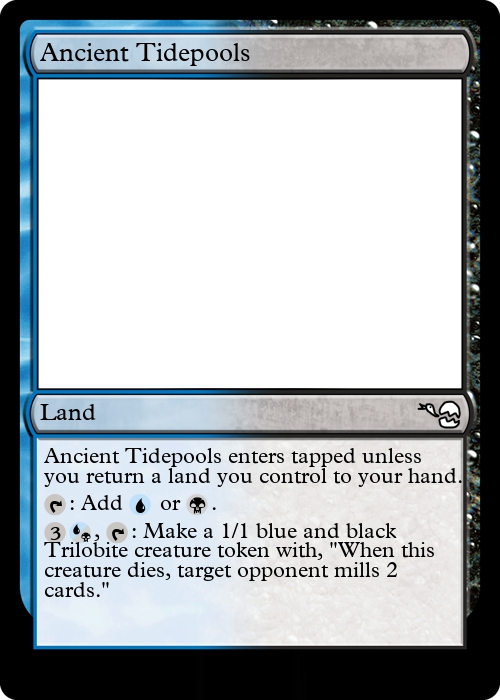 Ancient Tidepools
Land
Ancient Tidepools enters tapped unless
you return a land you control to your hand.
: Add or .
3 , : Make a 1/1 blue and black
Trilobite creature token with, "When this
creature dies, target opponent mills 2
cards."